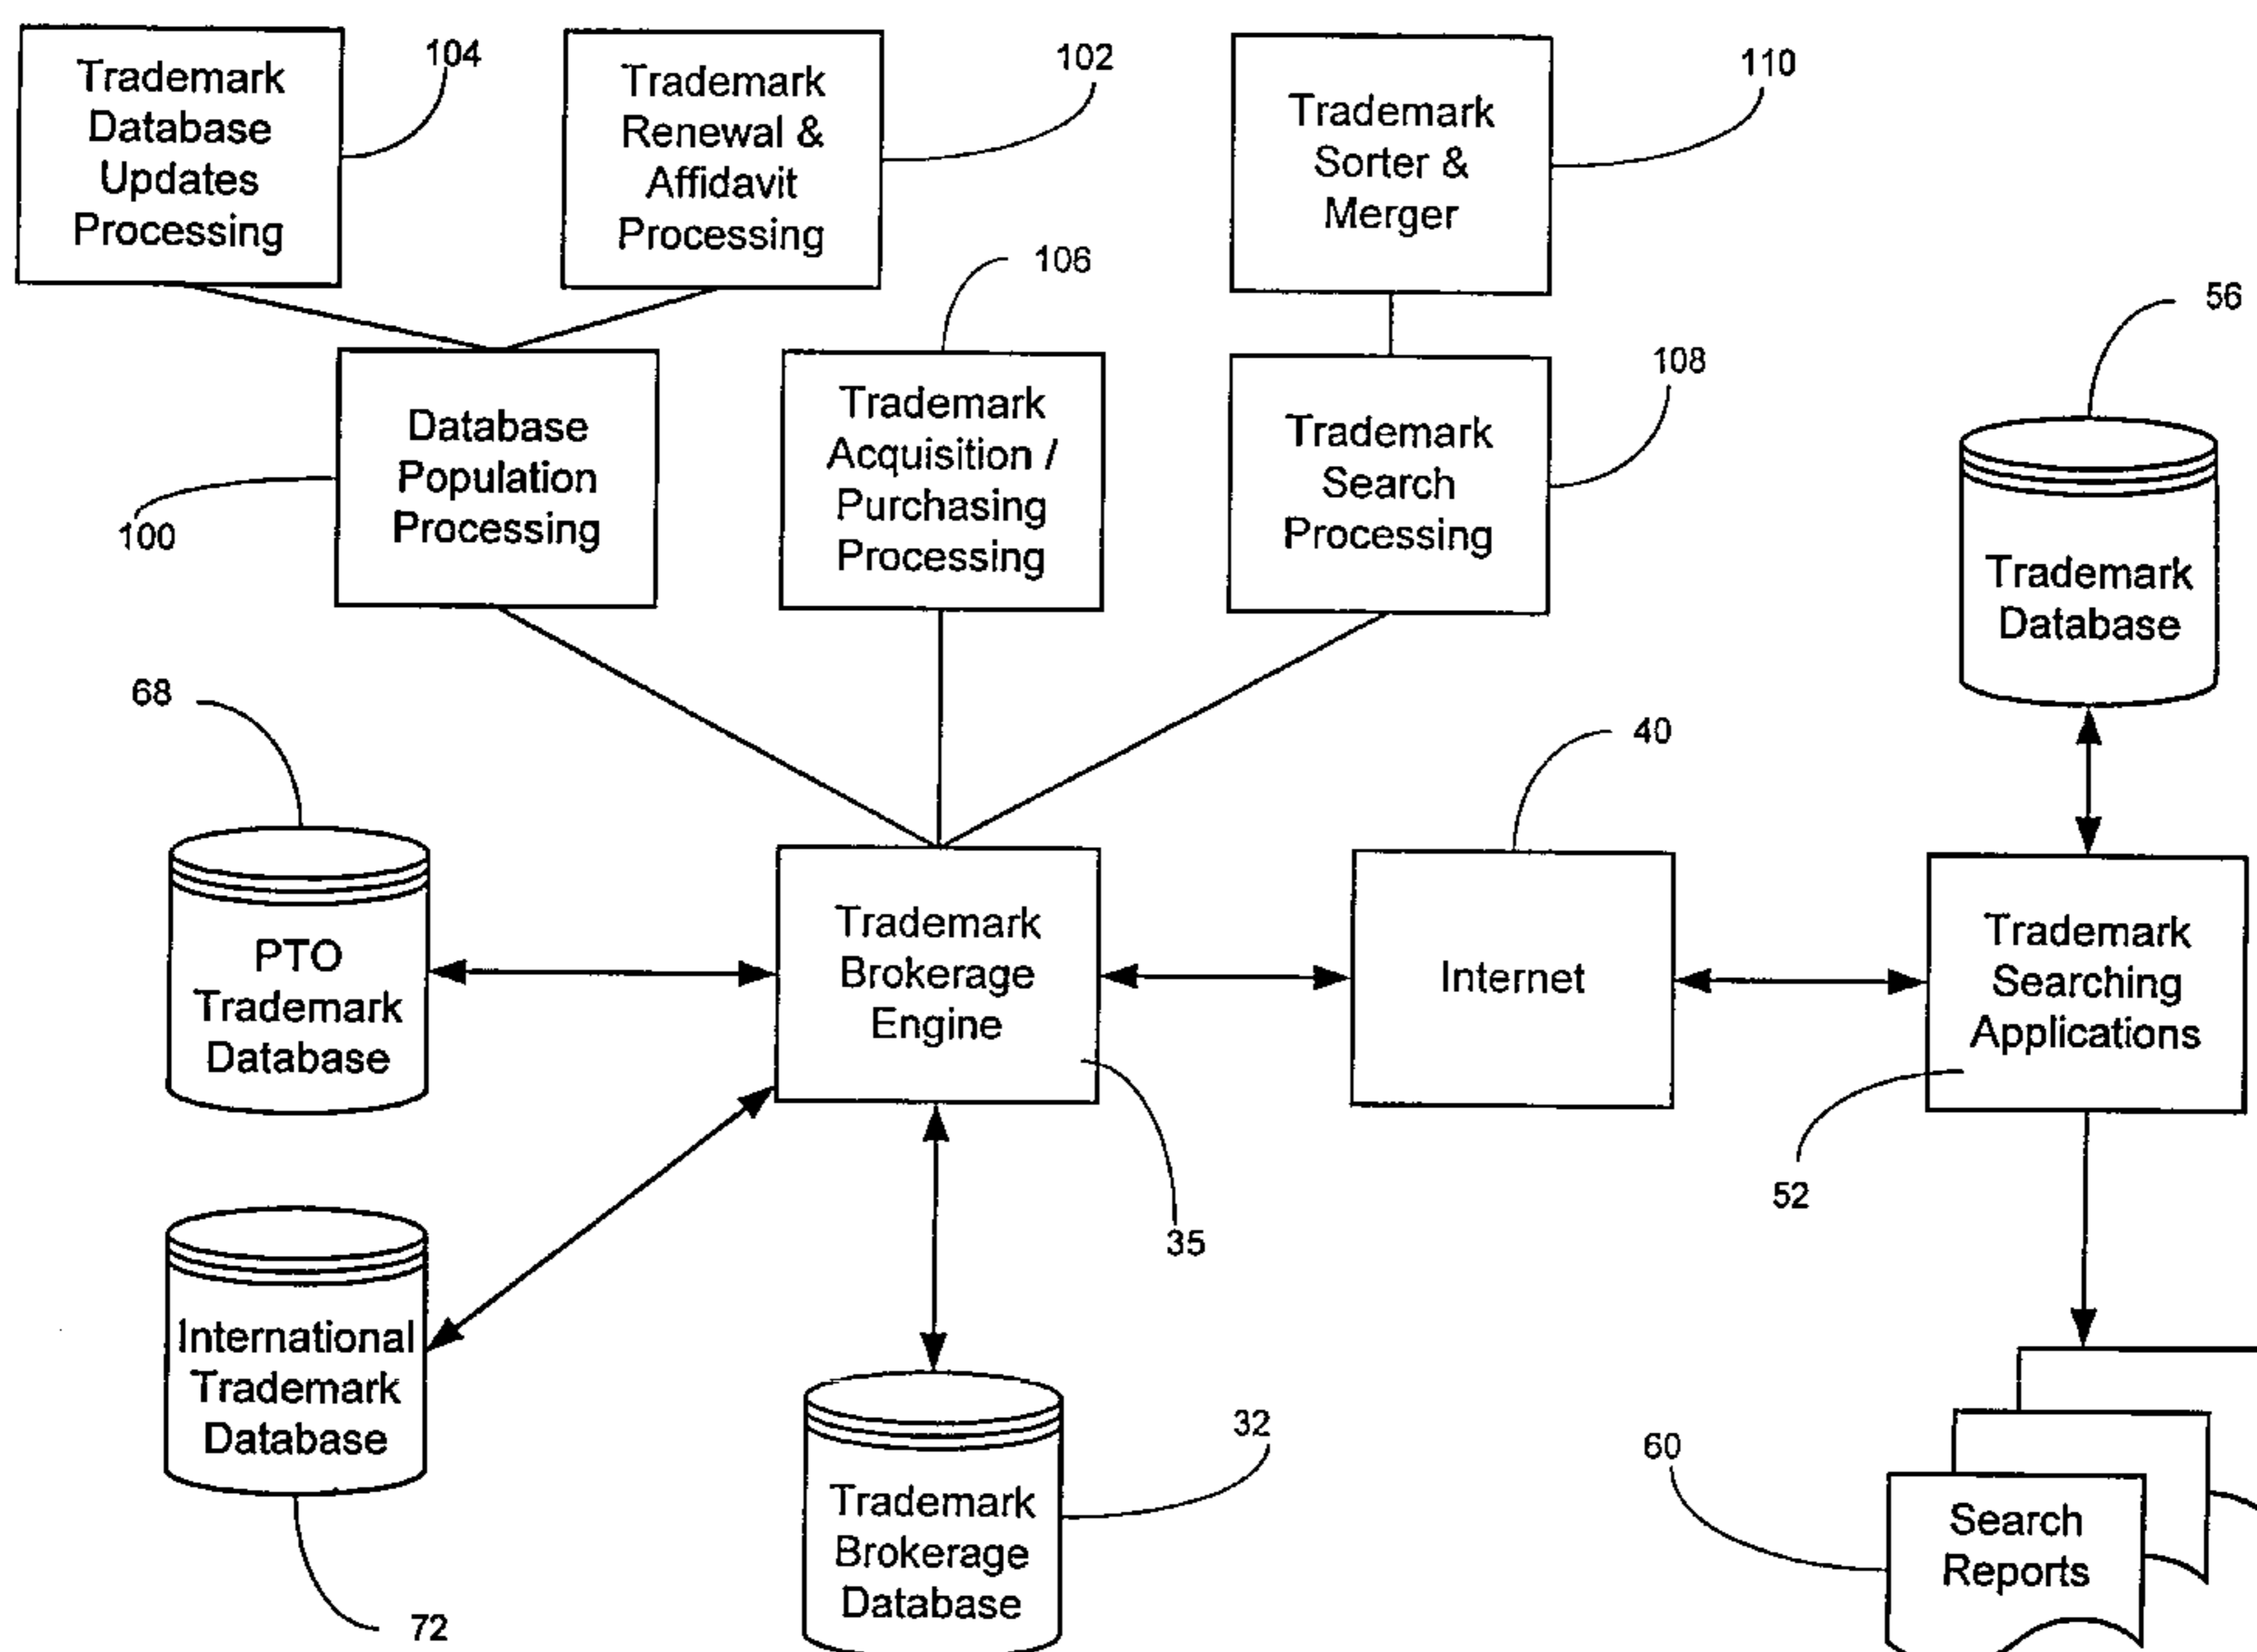 Trademark
Database
Updates
Processing
104
Trademark
Renewal &
Affidavit
Processing
102
Trademark
Sorter &
Merger
110
106
56
Database
Population
Processing
100
Trademark
Acquisition /
Purchasing
Processing
Trademark
Search
Processing
108
Trademark
Database
68
40
PTO
Trademark
Database
Trademark
Brokerage
Engine
35
Internet
Trademark
Searching
Applications
52
International
Trademark
Database
72
Trademark
Brokerage
Database
32
60
Search
Reports